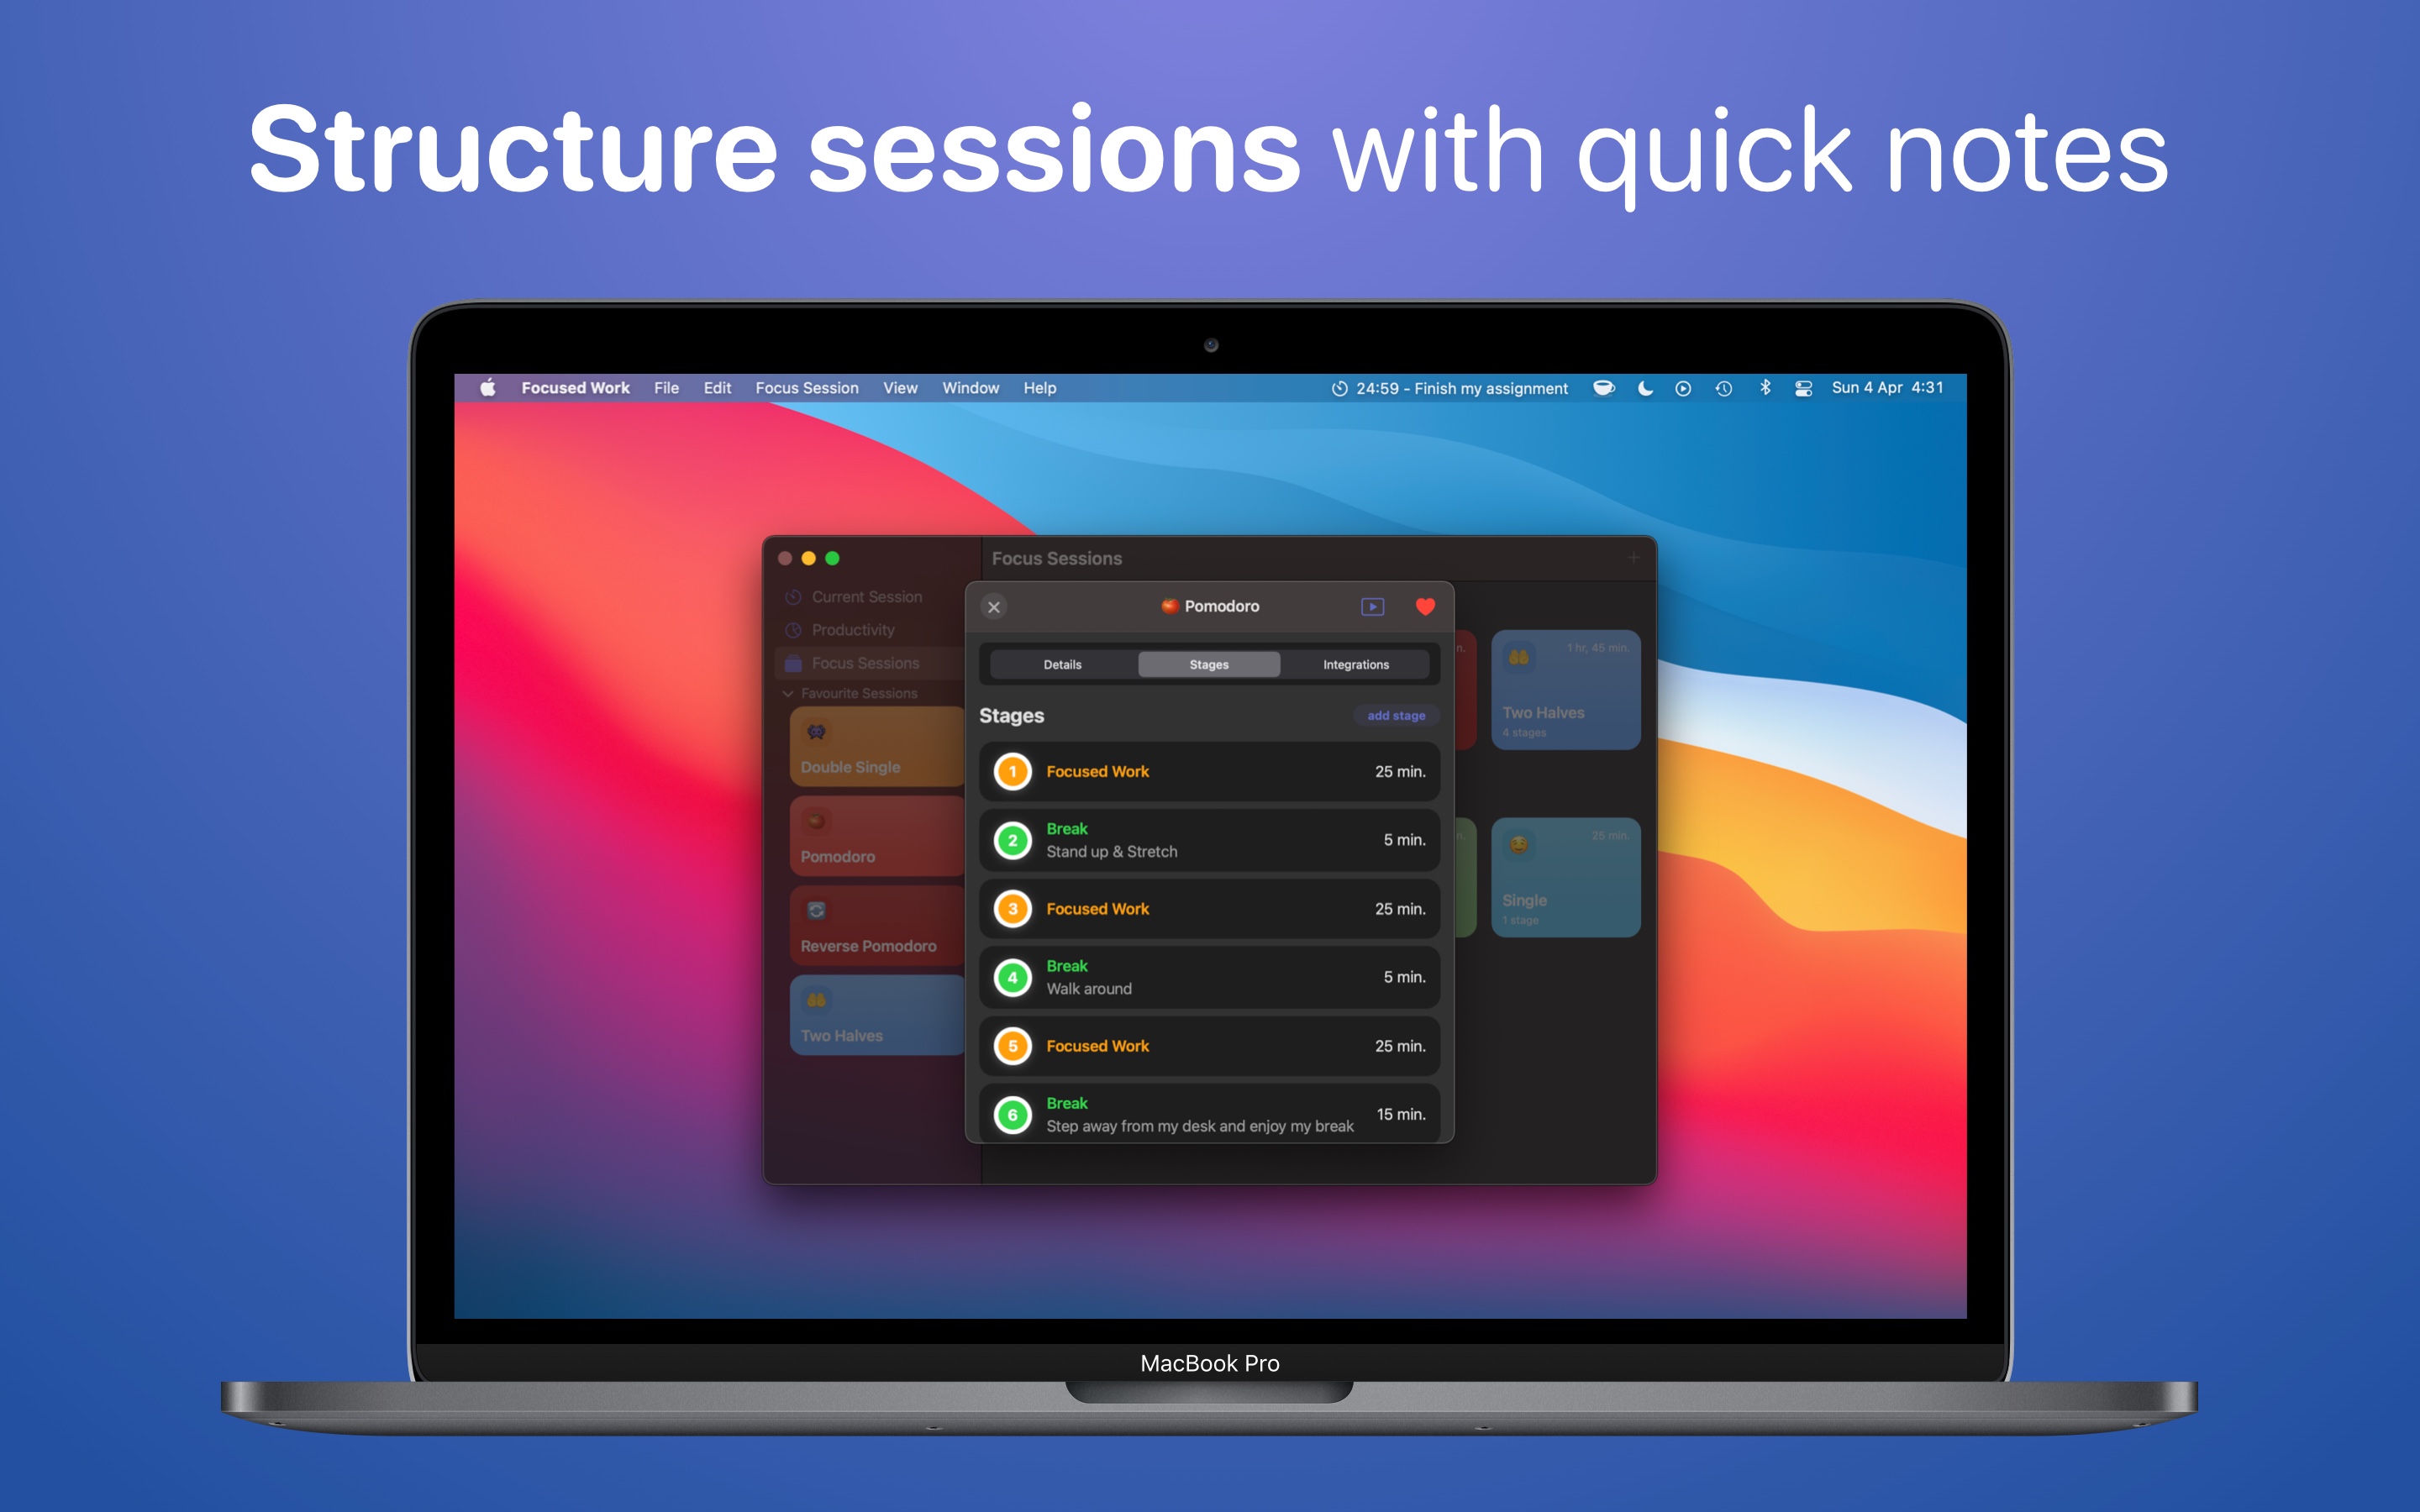 Structure sessions with quick notes
Focused Work File Edit Focus Session View Window Help 24:59 - Finish my assignment Sun 4 Apr 4:31
Focus Sessions
Current Session
Productivity
Focus Sessions
Favourite Sessions
Double Single
Pomodoro
Reverse Pomodoro
Two Halves
Pomodoro
Details Stages Integrations
Stages add stage
1 Focused Work 25 min.
2 Break 5 min.
Stand up & Stretch
3 Focused Work 25 min.
4 Break 5 min.
Walk around
5 Focused Work 25 min.
6 Break 15 min.
Step away from my desk and enjoy my break
1 hr, 45 min.
Two Halves
4 stages
25 min.
Single
1 stage
MacBook Pro